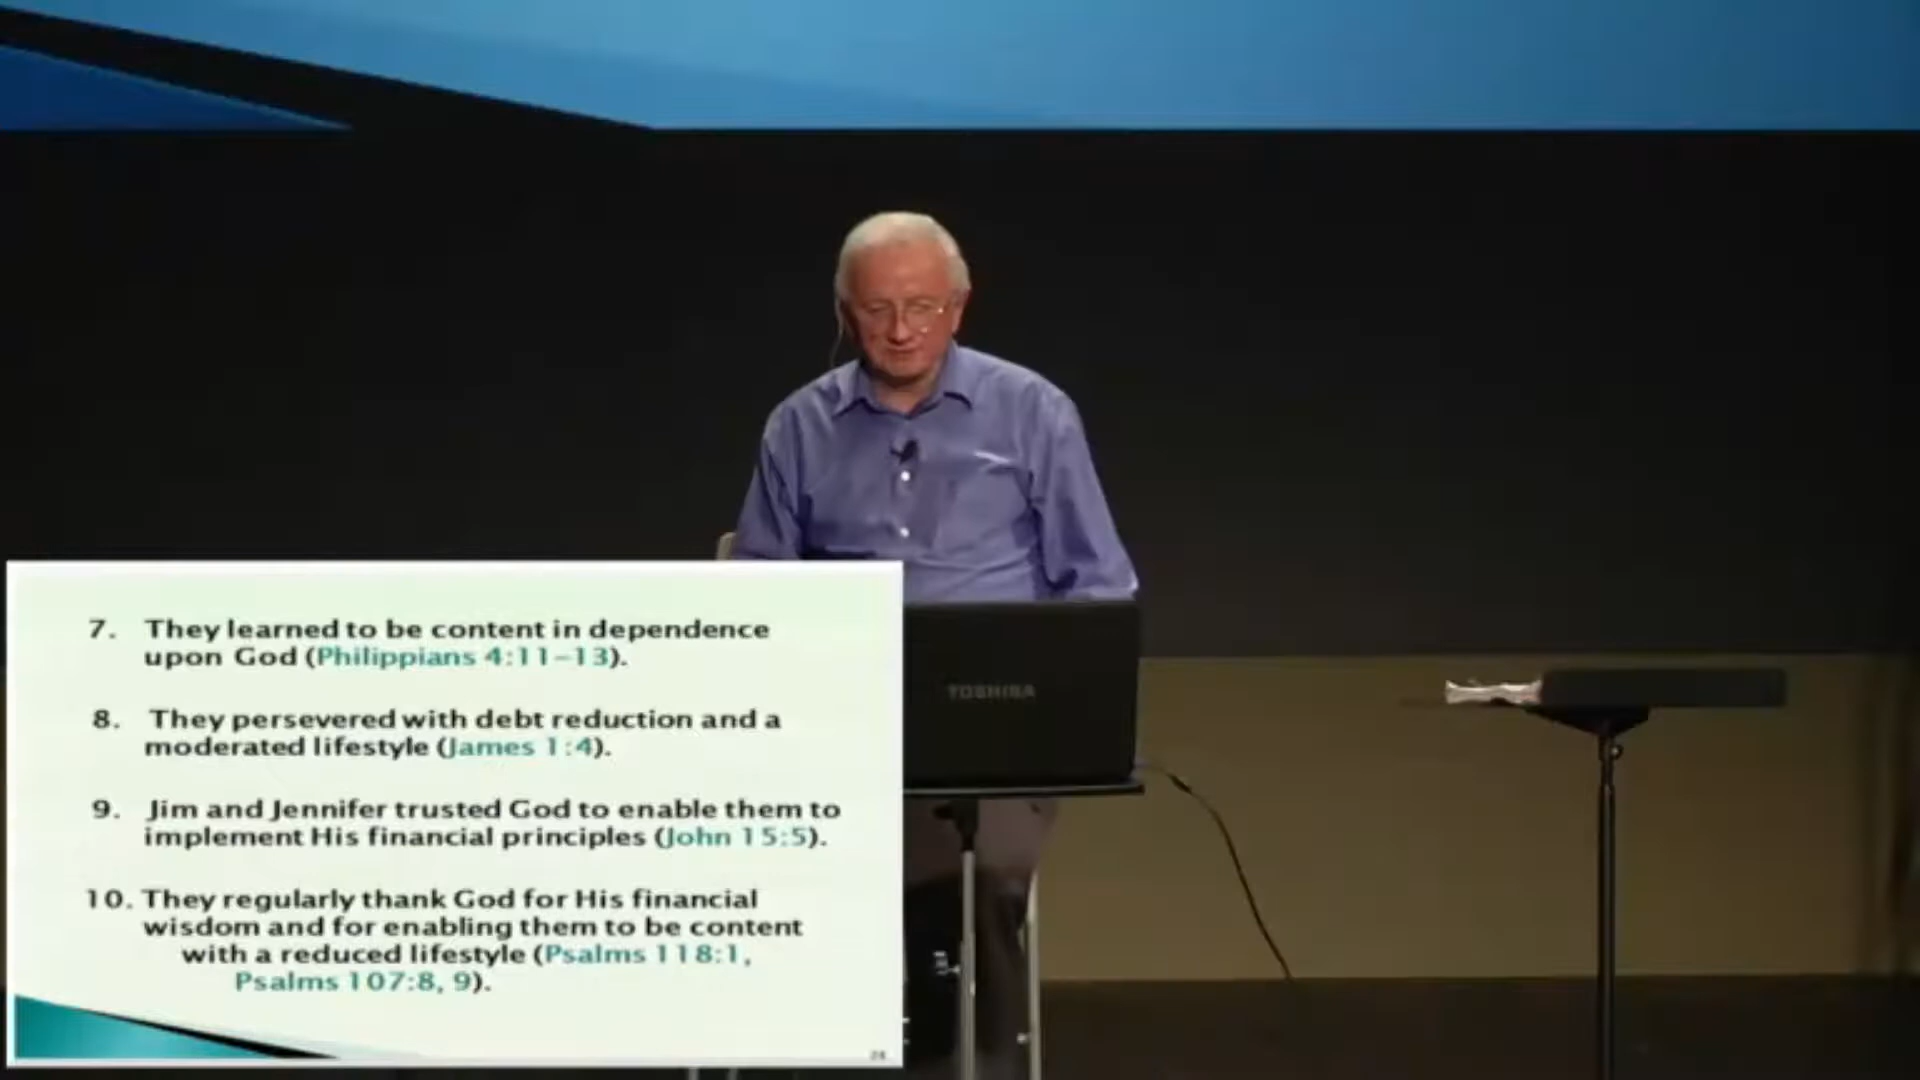 7. They learned to be content in dependence
upon God (Philippians 4:11–13).
8. They persevered with debt reduction and a
moderated lifestyle (James 1:4).
9. Jim and Jennifer trusted God to enable them to
implement His financial principles (John 15:5).
10. They regularly thank God for His financial
wisdom and for enabling them to be content
with a reduced lifestyle (Psalms 118:1,
Psalms 107:8, 9).
TOSHIBA